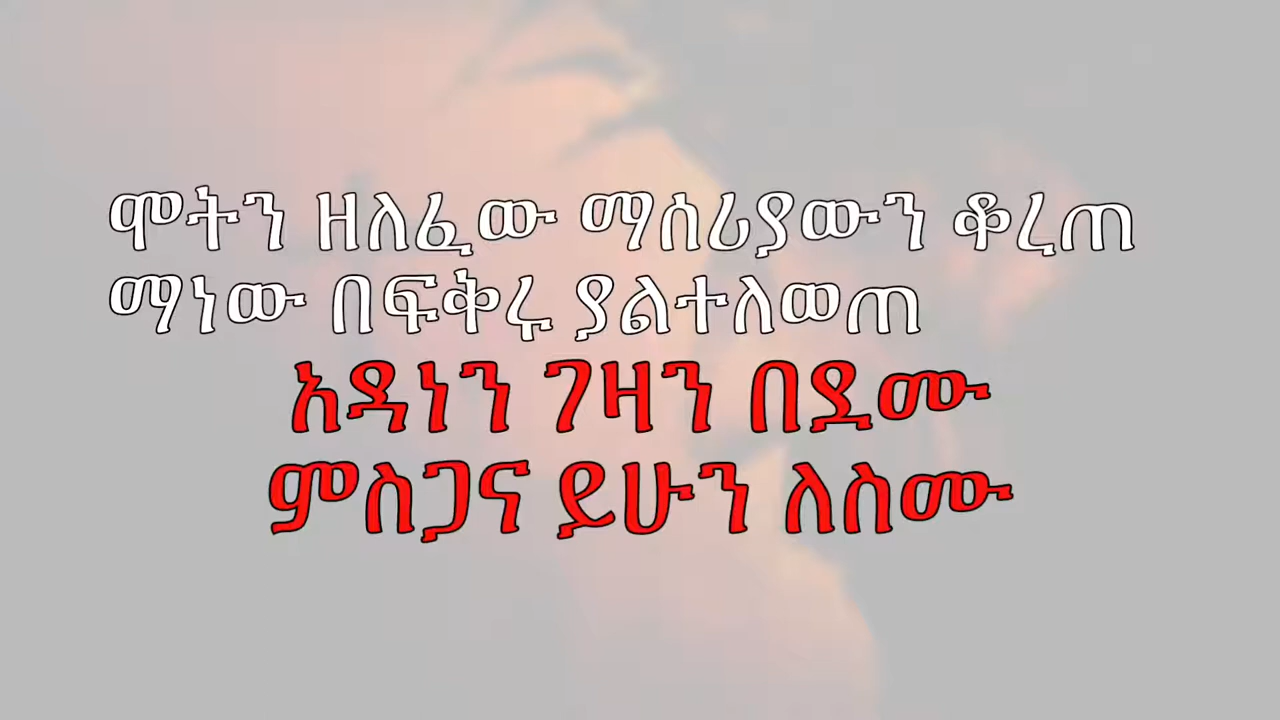 ሞትን ዘለፈው ማሰሪያውን ቆረጠ
ማነው በፍቅሩ ያልተለወጠ
አዳነን ገዛን በደሙ
ምስጋና ይሁን ለስሙ